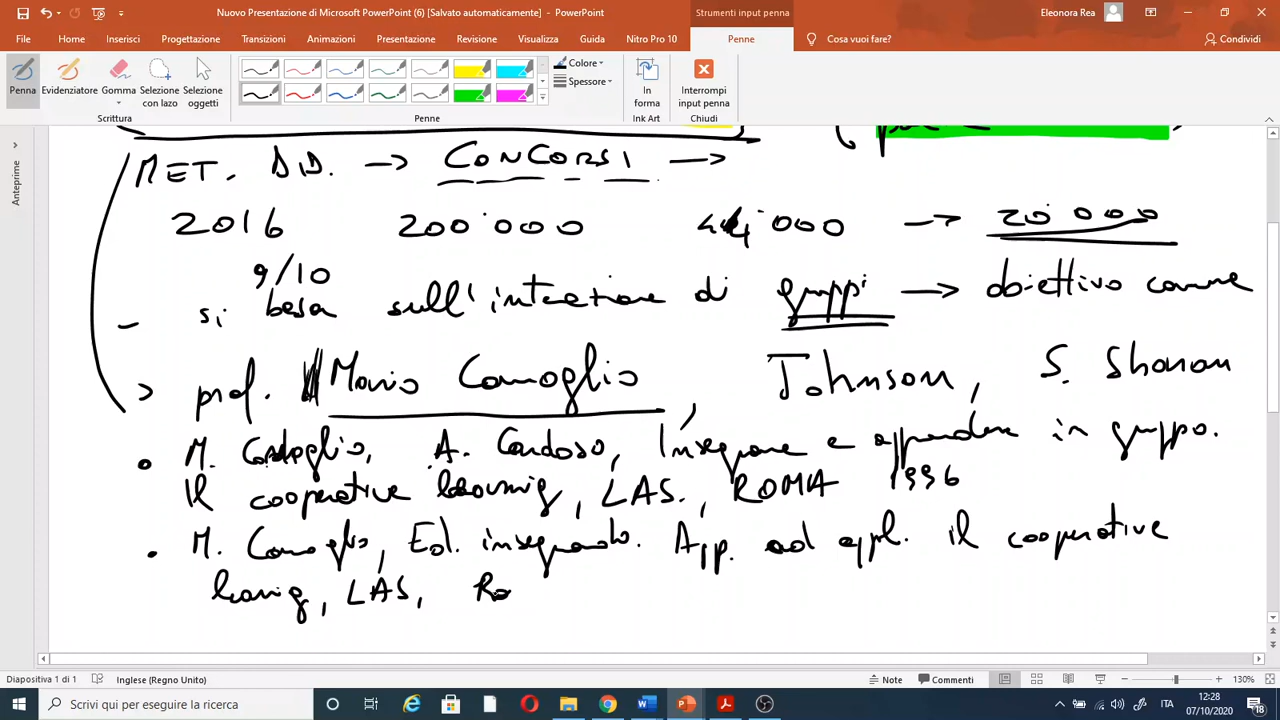 Nuovo Presentazione di Microsoft PowerPoint (6) [Salvato automaticamente] - PowerPoint
Strumenti input penna
Eleonora Rea
File Home Inserisci Progettazione Transizioni Animazioni Presentazione Revisione Visualizza Guida Nitro Pro 10 Penne Cosa vuoi fare? Condividi
Penna Evidenziatore Gomma Selezione con lazo Selezione oggetti
Colore
Spessore
In forma
Interrompi input penna
Scrittura Penne Ink Art Chiudi
Anteprime
MET. DD. → CONCORSI →
2016 200'000 000 → 20'000
9/10
- si basa sull'interazione di gruppi → obiettivo comune
> prof. Mario Comoglio, Johnson, S. Sharan
• M. Comoglio, A. Cardoso, Insegnare e apprendere in gruppo.
Il cooperative learning, LAS., ROMA 1996
• M. Comoglio, Ed. insegnando. App. ad appl. il cooperative
learning, LAS, Ro
Diapositiva 1 di 1 Inglese (Regno Unito) Note Commenti 130%
Scrivi qui per eseguire la ricerca
12:28
07/10/2020
18